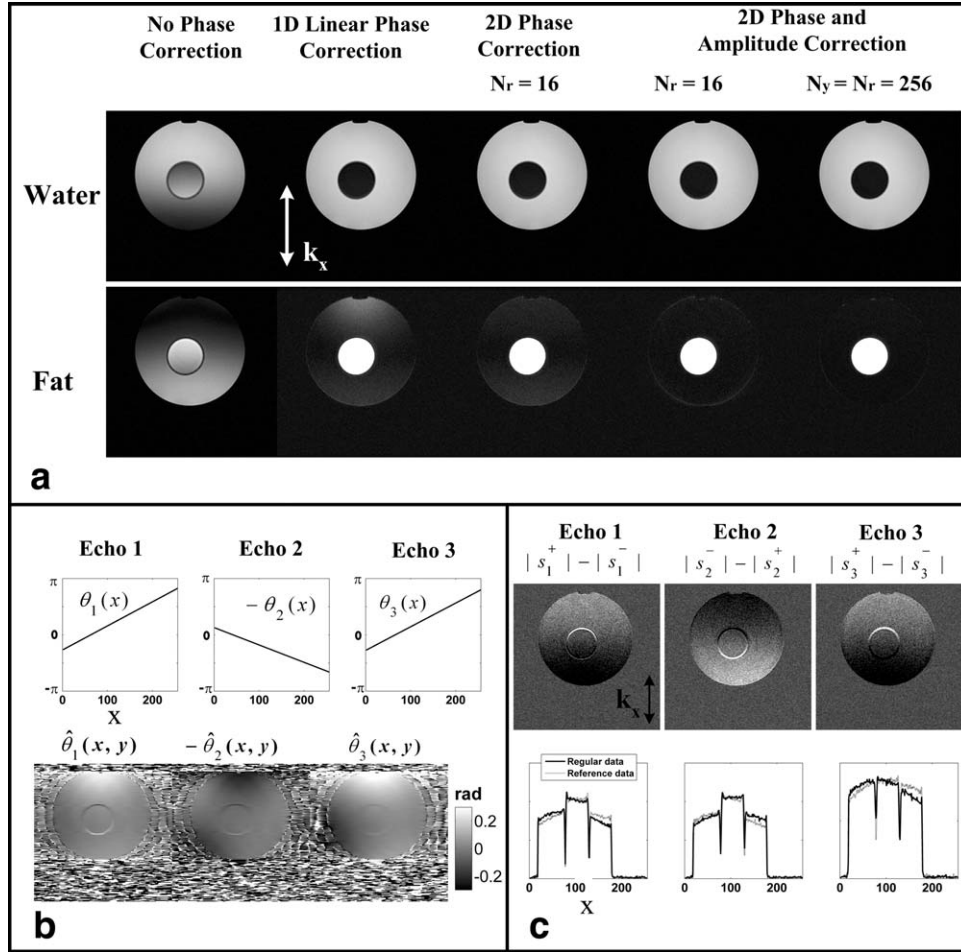 No Phase Correction
1D Linear Phase Correction
2D Phase Correction
2D Phase and Amplitude Correction
Nr = 16
Nr = 16
Ny = Nr = 256
Water
kx
Fat
a
Echo 1
Echo 2
Echo 3
π
0
-π
θ1(x)
0 100 200
X
π
0
-π
−θ2(x)
0 100 200
π
0
-π
θ3(x)
0 100 200
θ̂1(x, y)
−θ̂2(x, y)
θ̂3(x, y)
rad
0.2
0
-0.2
b
Echo 1
Echo 2
Echo 3
| s1+ | − | s1− |
| s2− | − | s2+ |
| s3+ | − | s3− |
kx
Regular data
Reference data
0 100 200
X
0 100 200
0 100 200
c